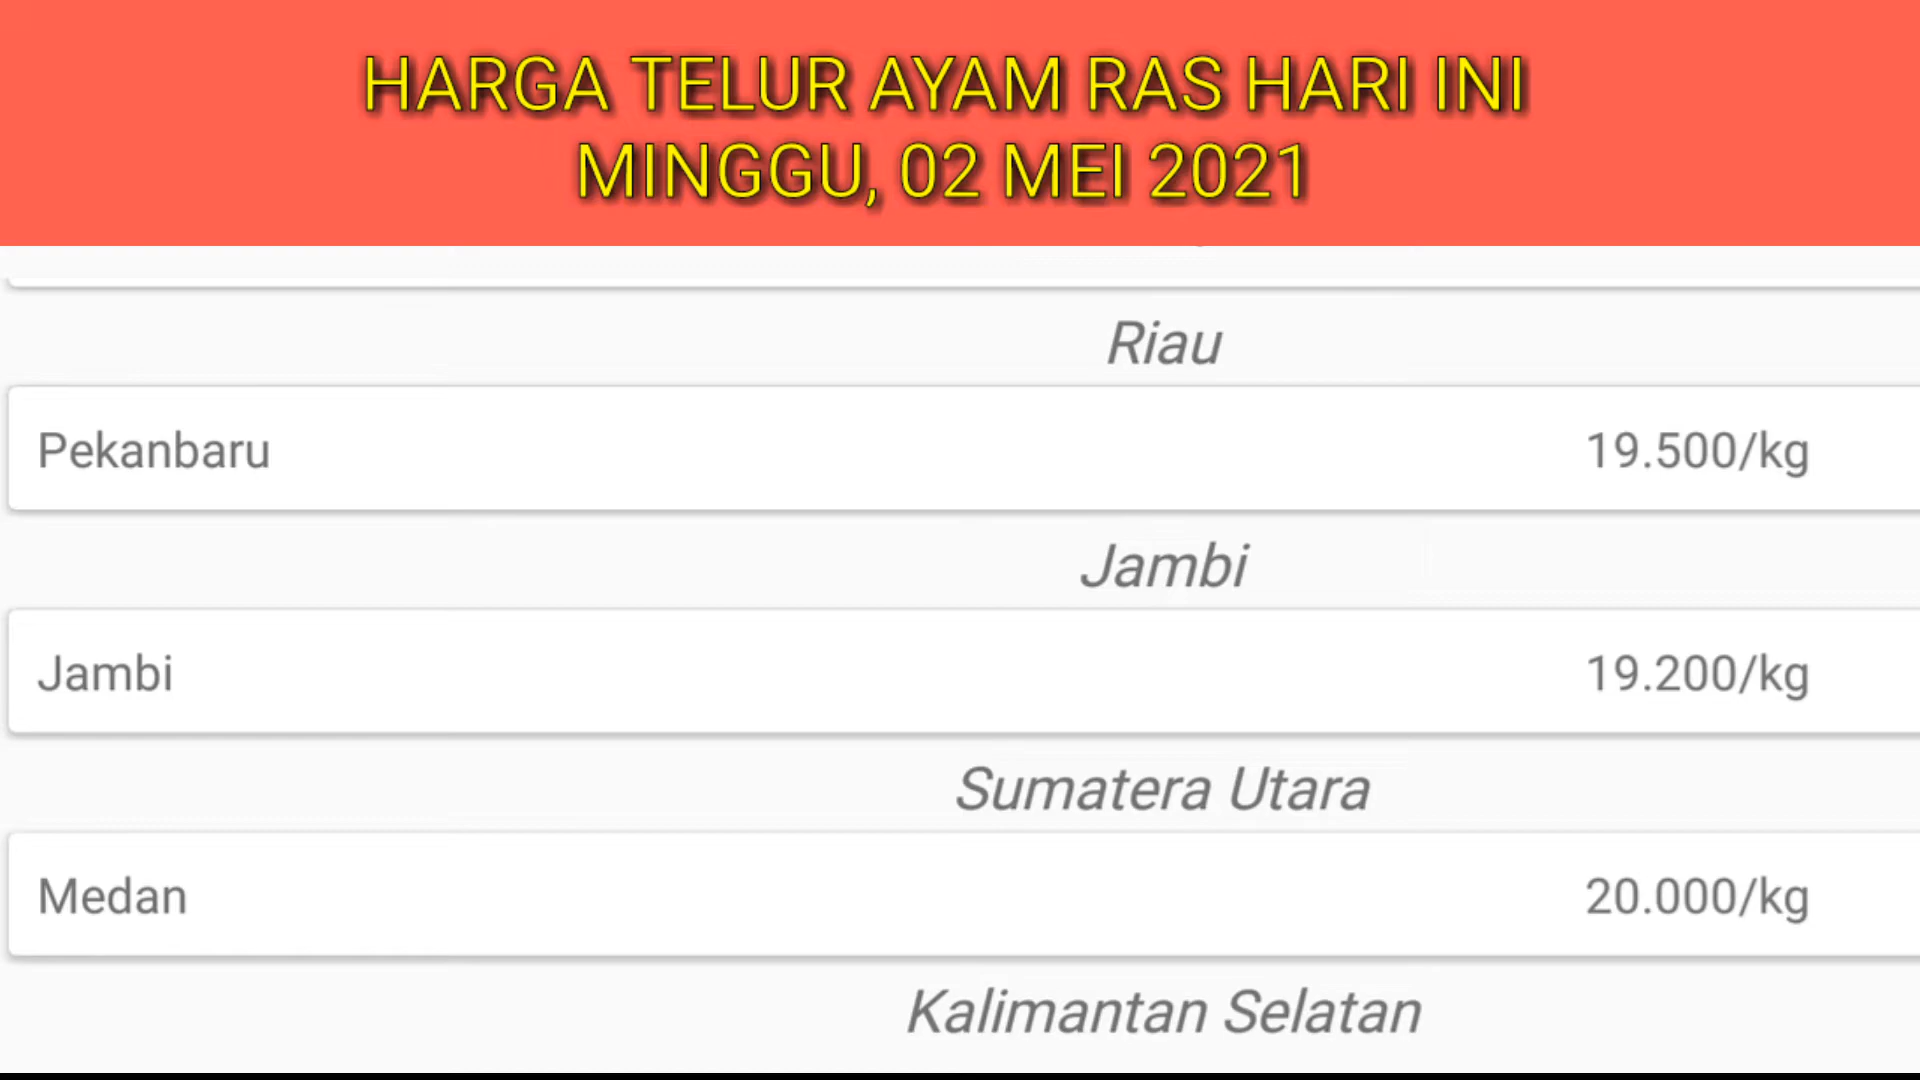 HARGA TELUR AYAM RAS HARI INI
MINGGU, 02 MEI 2021
Riau
Pekanbaru 19.500/kg
Jambi
Jambi 19.200/kg
Sumatera Utara
Medan 20.000/kg
Kalimantan Selatan